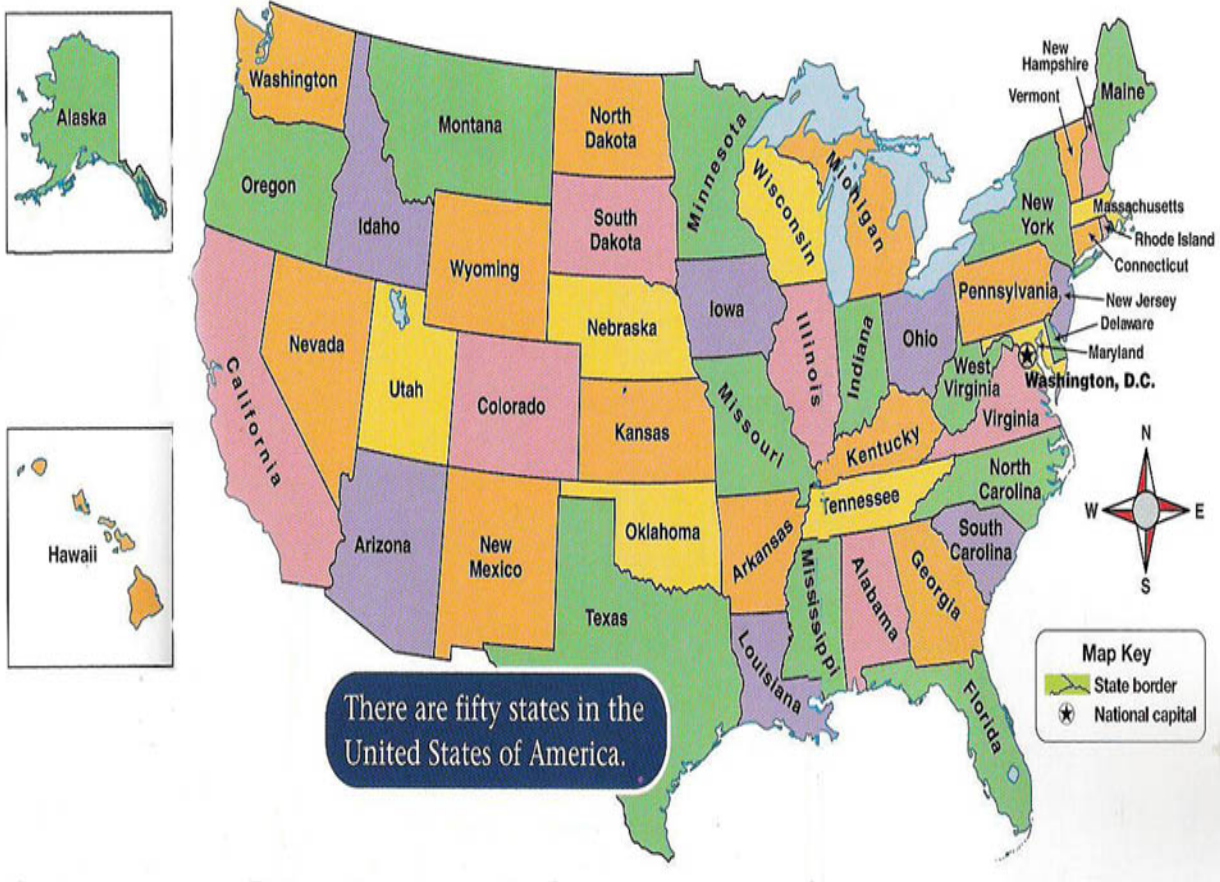 Alaska
Hawaii
Washington
Oregon
California
Idaho
Nevada
Montana
Wyoming
Utah
Arizona
Colorado
New
Mexico
North
Dakota
South
Dakota
Nebraska
Kansas
Oklahoma
Texas
Minnesota
Iowa
Missouri
Arkansas
Louisiana
Wisconsin
Illinois
Michigan
Indiana
Ohio
Kentucky
Tennessee
Mississippi
Alabama
Georgia
Florida
South
Carolina
North
Carolina
Virginia
West
Virginia
Washington, D.C.
Maryland
Delaware
New Jersey
Pennsylvania
New
York
Connecticut
Rhode Island
Massachusetts
Vermont
New
Hampshire
Maine
N
W
E
S
Map Key
State border
National capital
There are fifty states in the
United States of America.